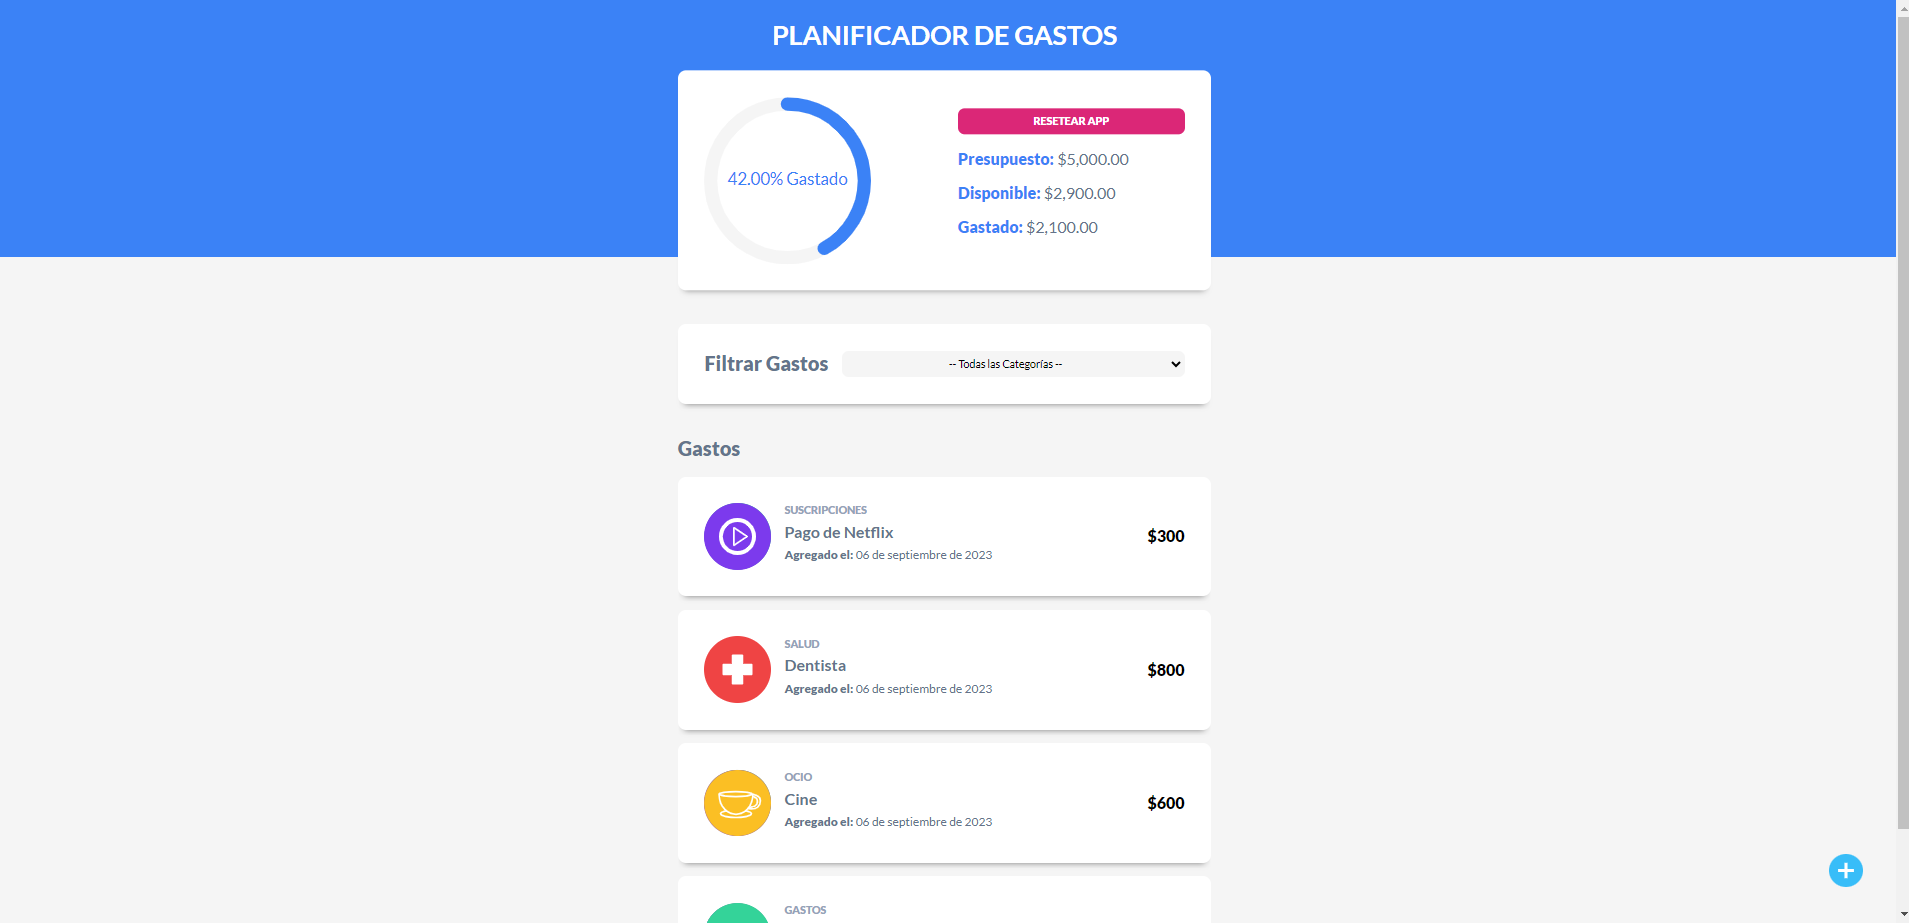 PLANIFICADOR DE GASTOS
42.00% Gastado
RESETEAR APP
Presupuesto: $5,000.00
Disponible: $2,900.00
Gastado: $2,100.00
Filtrar Gastos
-- Todas las Categorías --
Gastos
SUSCRIPCIONES
Pago de Netflix
Agregado el: 06 de septiembre de 2023
$300
SALUD
Dentista
Agregado el: 06 de septiembre de 2023
$800
OCIO
Cine
Agregado el: 06 de septiembre de 2023
$600
GASTOS